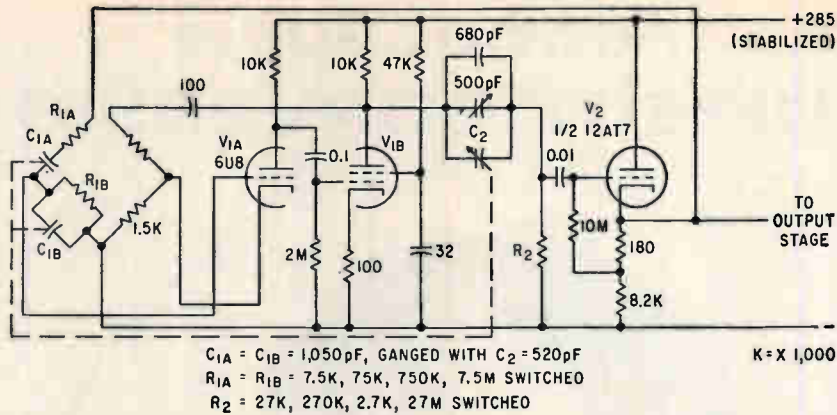 +285
(STABILIZED)
680pF
10K
10K
47K
500pF
100
R1A
C1A
R1B
C1B
1.5K
V1A
6U8
0.1
V1B
C2
V2
1/2 12AT7
0.01
2M
100
32
R2
10M
180
8.2K
TO
OUTPUT
STAGE
–
C1A = C1B = 1,050pF, GANGED WITH C2 = 520pF
R1A = R1B = 7.5K, 75K, 750K, 7.5M SWITCHED
R2 = 27K, 270K, 2.7K, 27M SWITCHED
K = X 1,000